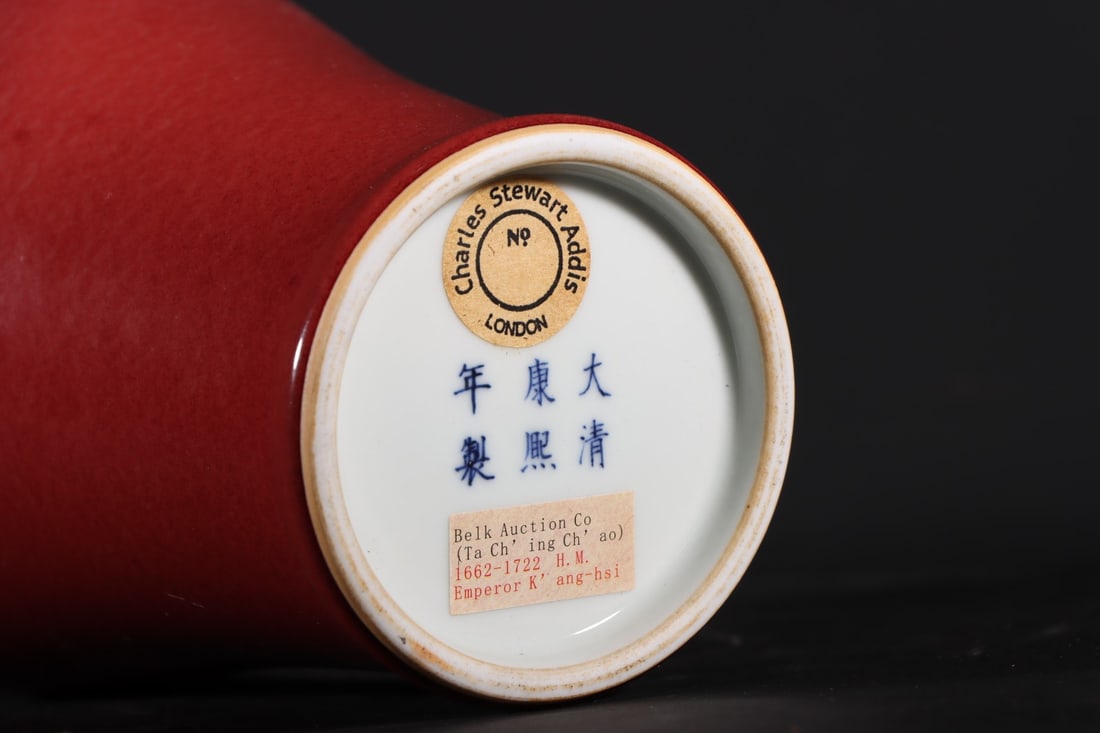 Charles Stewart Addis
No
LONDON
大清
康熙
年製
Belk Auction Co
(Ta Ch' ing Ch' ao)
1662-1722 H.M.
Emperor K' ang-hsi